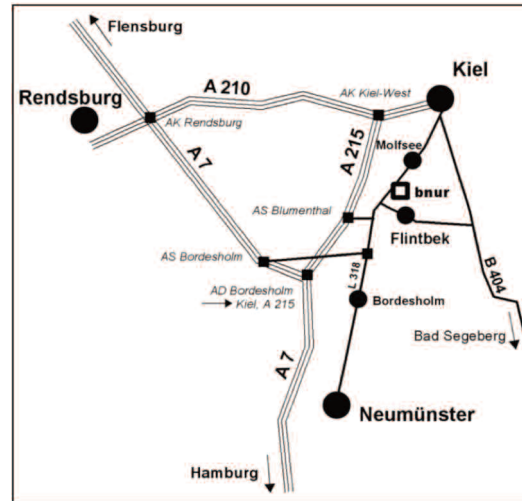 Flensburg
Kiel
A 210
AK Kiel-West
Rendsburg
AK Rendsburg
Molfsee
A 215
A 7
bnur
AS Blumenthal
Flintbek
AS Bordesholm
B 404
L 318
AD Bordesholm
Kiel, A 215
Bordesholm
Bad Segeberg
A 7
Neumünster
Hamburg